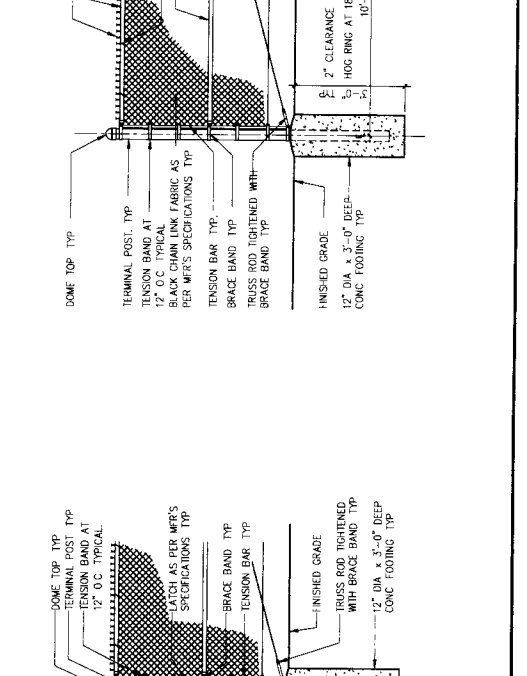 DOME TOP TYP
TERMINAL POST, TYP
TENSION BAND AT
12" O.C TYPICAL
BLACK CHAIN LINK FABRIC AS
PER MFR'S SPECIFICATIONS TYP
TENSION BAR TYP.
BRACE BAND TYP
TRUSS ROD TIGHTENED WITH
BRACE BAND TYP
FINISHED GRADE
12" DIA x 3'-0" DEEP
CONC FOOTING TYP
3'-0" TYP
2" CLEARANCE
HOG RING AT 18
10'-
DOME TOP TYP
TERMINAL POST TYP
TENSION BAND AT
12" O.C TYPICAL
LATCH AS PER MFR'S
SPECIFICATIONS TYP
BRACE BAND TYP
TENSION BAR TYP
FINISHED GRADE
TRUSS ROD TIGHTENED
WITH BRACE BAND TYP
12" DIA x 3'-0" DEEP
CONC FOOTING TYP